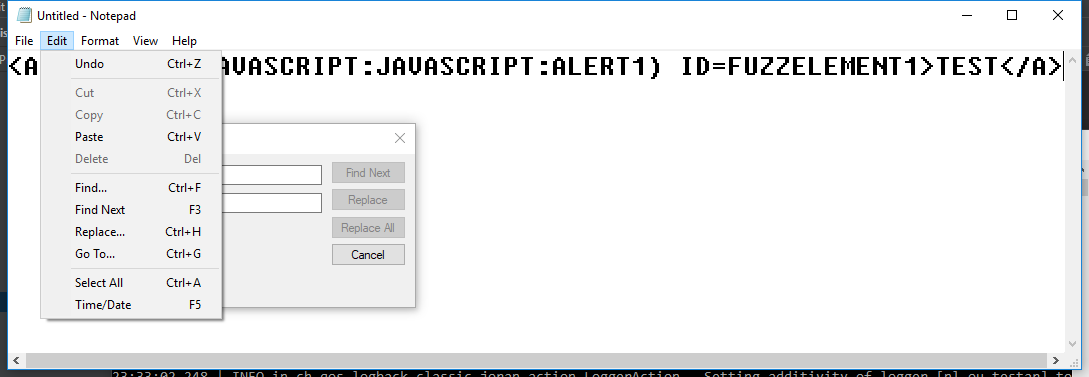 Untitled - Notepad
File Edit Format View Help
<A AVASCRIPT:JAVASCRIPT:ALERT1) ID=FUZZELEMENT1>TEST</A>
Undo Ctrl+Z
Cut Ctrl+X
Copy Ctrl+C
Paste Ctrl+V
Delete Del
Find... Ctrl+F
Find Next F3
Replace... Ctrl+H
Go To... Ctrl+G
Select All Ctrl+A
Time/Date F5
Find Next
Replace
Replace All
Cancel
23:33:02,248 | INFO in ch.qos.logback.classic.joran.action.LoggerAction - Setting additivity of logger [nl.ou.testar] to